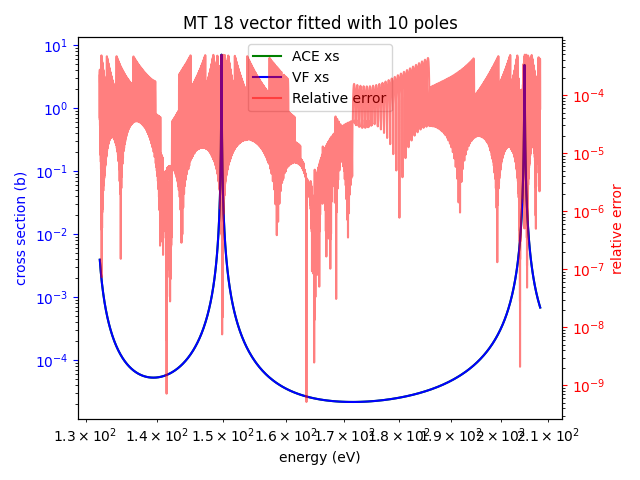 MT 18 vector fitted with 10 poles
ACE xs
VF xs
Relative error
cross section (b)
10¹
10⁰
10⁻¹
10⁻²
10⁻³
10⁻⁴
relative error
10⁻⁴
10⁻⁵
10⁻⁶
10⁻⁷
10⁻⁸
10⁻⁹
1.3 × 10² 1.4 × 10² 1.5 × 10² 1.6 × 10² 1.7 × 10² 1.8 × 10² 1.9 × 10² 2 × 10² 2.1 × 10²
energy (eV)